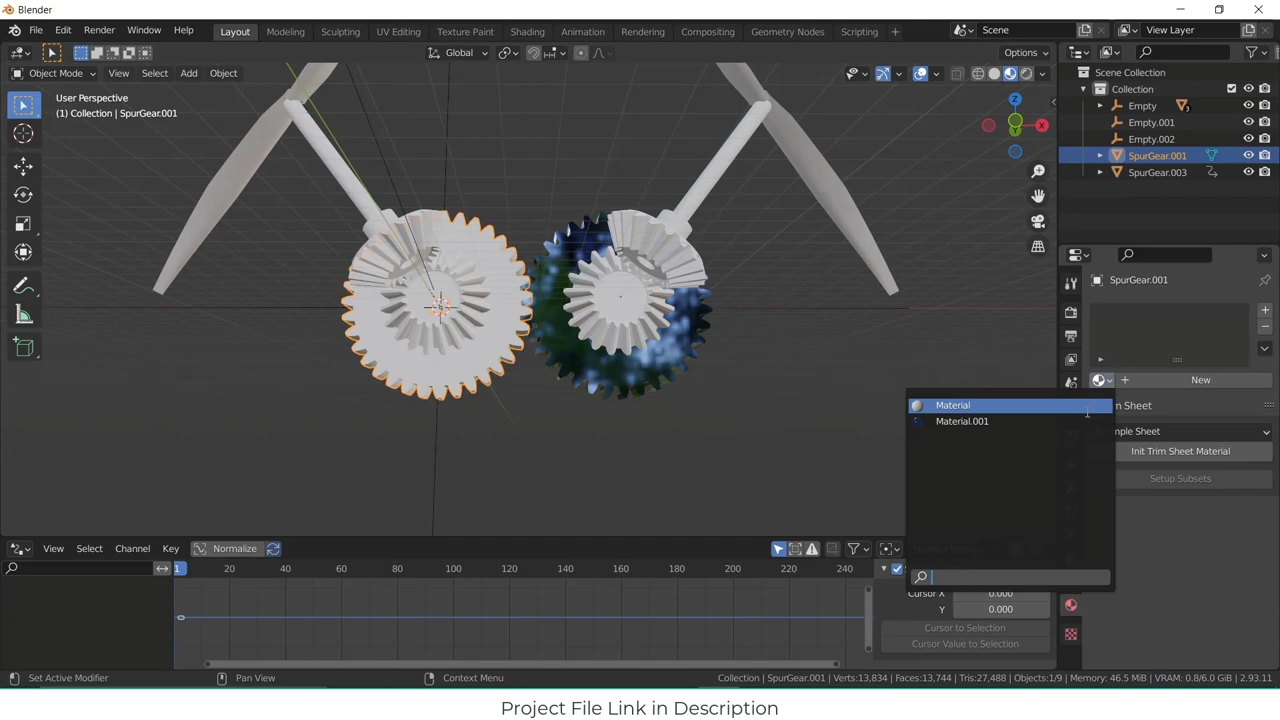 Blender
File Edit Render Window Help Layout Modeling Sculpting UV Editing Texture Paint Shading Animation Rendering Compositing Geometry Nodes Scripting + Scene View Layer
Global Options
Object Mode View Select Add Object
User Perspective
(1) Collection | SpurGear.001
Z
X
Y
Scene Collection
Collection
Empty 3
Empty.001
Empty.002
SpurGear.001
SpurGear.003
SpurGear.001
New
Material
Material.001
m Sheet
xample Sheet
Init Trim Sheet Material
Setup Subsets
View Select Channel Key Normalize
1 20 40 60 80 100 120 140 160 180 200 220 240
Cursor X 0.000
Y 0.000
Cursor to Selection
Cursor Value to Selection
Set Active Modifier Pan View Context Menu Collection | SpurGear.001 | Verts:13,834 | Faces:13,744 | Tris:27,488 | Objects:1/9 | Memory: 46.5 MiB | VRAM: 0.8/6.0 GiB | 2.93.11
Project File Link in Description